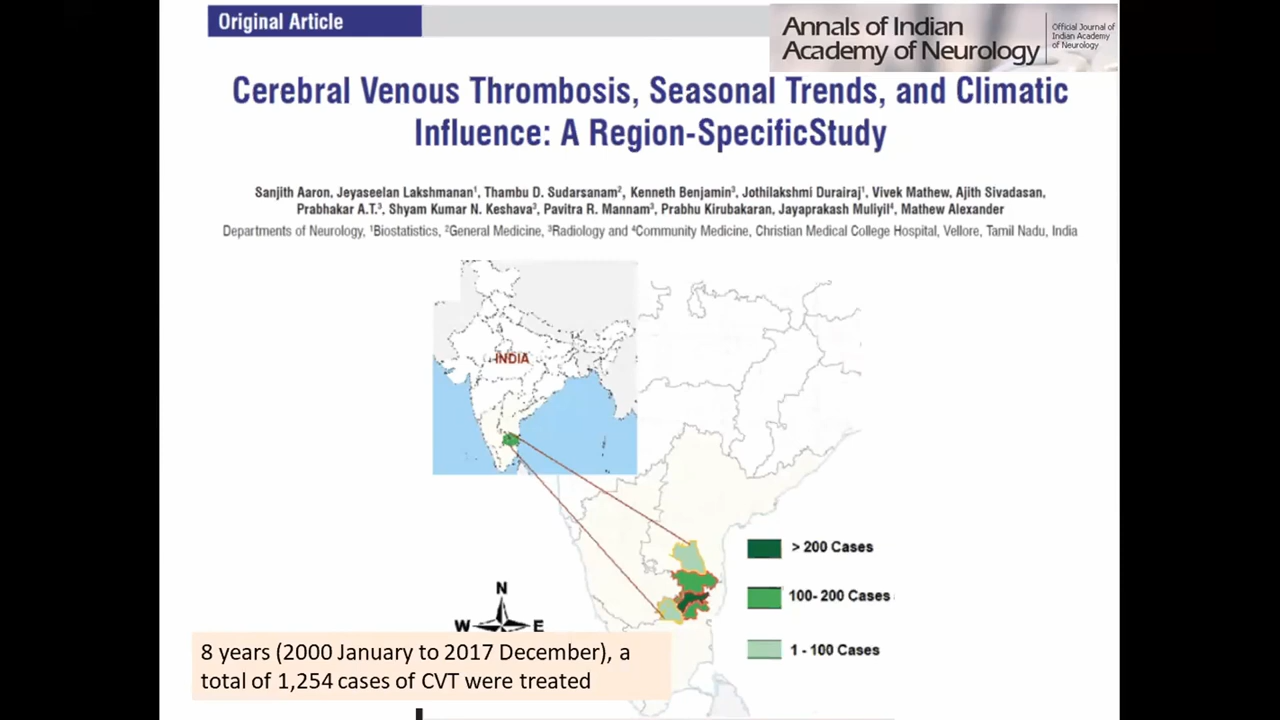 Original Article
Annals of Indian
Academy of Neurology
Official Journal of
Indian Academy
of Neurology
Cerebral Venous Thrombosis, Seasonal Trends, and Climatic
Influence: A Region-SpecificStudy
Sanjith Aaron, Jeyaseelan Lakshmanan¹, Thambu D. Sudarsanam², Kenneth Benjamin³, Jothilakshmi Durairaj¹, Vivek Mathew, Ajith Sivadasan,
Prabhakar A.T.³, Shyam Kumar N. Keshava³, Pavitra R. Mannam³, Prabhu Kirubakaran, Jayaprakash Muliyil⁴, Mathew Alexander
Departments of Neurology, ¹Biostatistics, ²General Medicine, ³Radiology and ⁴Community Medicine, Christian Medical College Hospital, Vellore, Tamil Nadu, India
INDIA
> 200 Cases
100- 200 Cases
1 - 100 Cases
N
W E
8 years (2000 January to 2017 December), a
total of 1,254 cases of CVT were treated